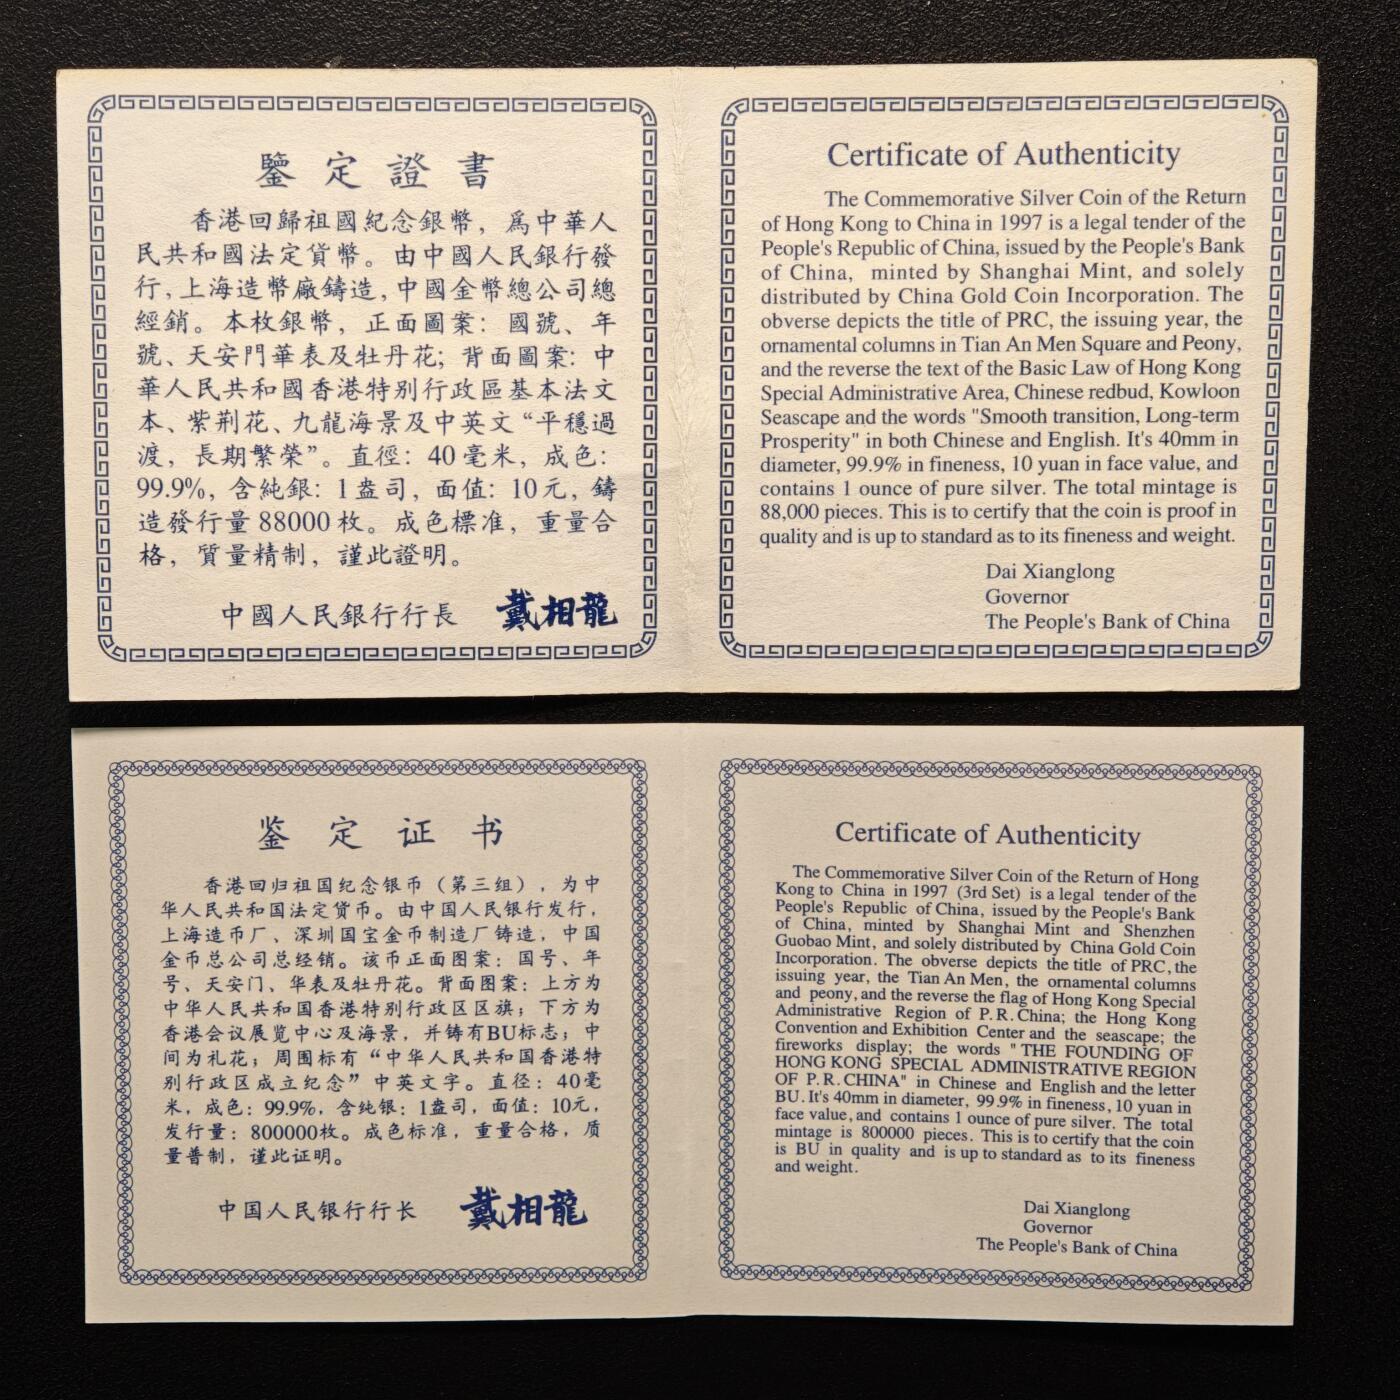 鑒定證書
香港回歸祖國紀念銀幣，爲中華人
民共和國法定貨幣。由中國人民銀行發
行，上海造幣廠鑄造，中國金幣總公司總
經銷。本枚銀幣，正面圖案：國號、年
號、天安門華表及牡丹花；背面圖案：中
華人民共和國香港特别行政區基本法文
本、紫荆花、九龍海景及中英文“平穩過
渡，長期繁榮”。直徑：40毫米，成色：
99.9%，含純銀：1盎司，面值：10元，鑄
造發行量88000枚。成色標准，重量合
格，質量精制，謹此證明。
中國人民銀行行長 戴相龍
Certificate of Authenticity
The Commemorative Silver Coin of the Return
of Hong Kong to China in 1997 is a legal tender of the
People's Republic of China, issued by the People's Bank
of China, minted by Shanghai Mint, and solely
distributed by China Gold Coin Incorporation. The
obverse depicts the title of PRC, the issuing year, the
ornamental columns in Tian An Men Square and Peony,
and the reverse the text of the Basic Law of Hong Kong
Special Administrative Area, Chinese redbud, Kowloon
Seascape and the words "Smooth transition, Long-term
Prosperity" in both Chinese and English. It's 40mm in
diameter, 99.9% in fineness, 10 yuan in face value, and
contains 1 ounce of pure silver. The total mintage is
88,000 pieces. This is to certify that the coin is proof in
quality and is up to standard as to its fineness and weight.
Dai Xianglong
Governor
The People's Bank of China
鉴定证书
香港回归祖国纪念银币（第三组），为中
华人民共和国法定货币。由中国人民银行发行，
上海造币厂、深圳国宝金币制造厂铸造，中国
金币总公司总经销。该币正面图案：国号、年
号、天安门、华表及牡丹花。背面图案：上方为
中华人民共和国香港特别行政区区旗；下方为
香港会议展览中心及海景，并铸有BU标志；中
间为礼花；周围标有“中华人民共和国香港特
别行政区成立纪念”中英文字。直径：40毫
米，成色：99.9%，含纯银：1盎司，面值：10元，
发行量：800000枚。成色标准，重量合格，质
量普制，谨此证明。
中国人民银行行长 戴相龍
Certificate of Authenticity
The Commemorative Silver Coin of the Return of Hong
Kong to China in 1997 (3rd Set) is a legal tender of the
People's Republic of China, issued by the People's Bank
of China, minted by Shanghai Mint and Shenzhen
Guobao Mint, and solely distributed by China Gold Coin
Incorporation. The obverse depicts the title of PRC, the
issuing year, the Tian An Men, the ornamental columns
and peony, and the reverse the flag of Hong Kong Special
Administrative Region of P.R. China; the Hong Kong
Convention and Exhibition Center and the seascape; the
fireworks display; the words "THE FOUNDING OF
HONG KONG SPECIAL ADMINISTRATIVE REGION
OF P.R. CHINA" in Chinese and English and the letter
BU. It's 40mm in diameter, 99.9% in fineness, 10 yuan in
face value, and contains 1 ounce of pure silver. The total
mintage is 800000 pieces. This is to certify that the coin
is BU in quality and is up to standard as to its fineness
and weight.
Dai Xianglong
Governor
The People's Bank of China